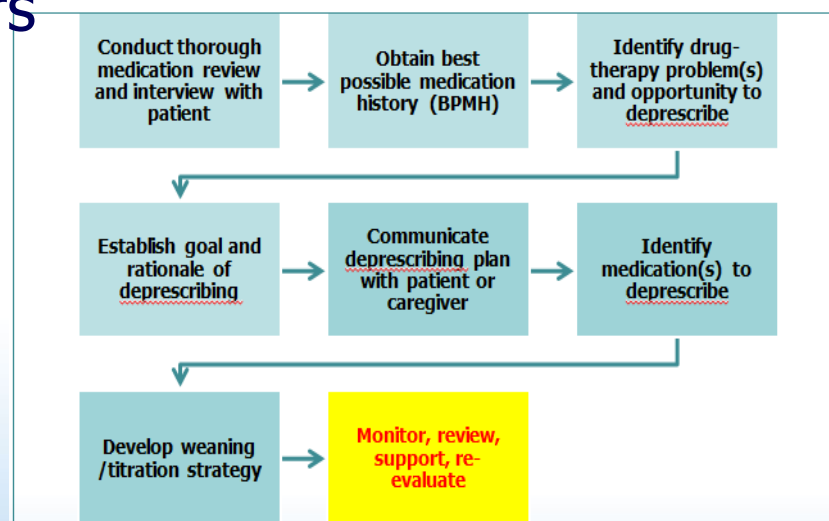 rs
Conduct thorough
medication review
and interview with
patient
Obtain best
possible medication
history (BPMH)
Identify drug-
therapy problem(s)
and opportunity to
deprescribe
Establish goal and
rationale of
deprescribing
Communicate
deprescribing plan
with patient or
caregiver
Identify
medication(s) to
deprescribe
Develop weaning
/titration strategy
Monitor, review,
support, re-
evaluate